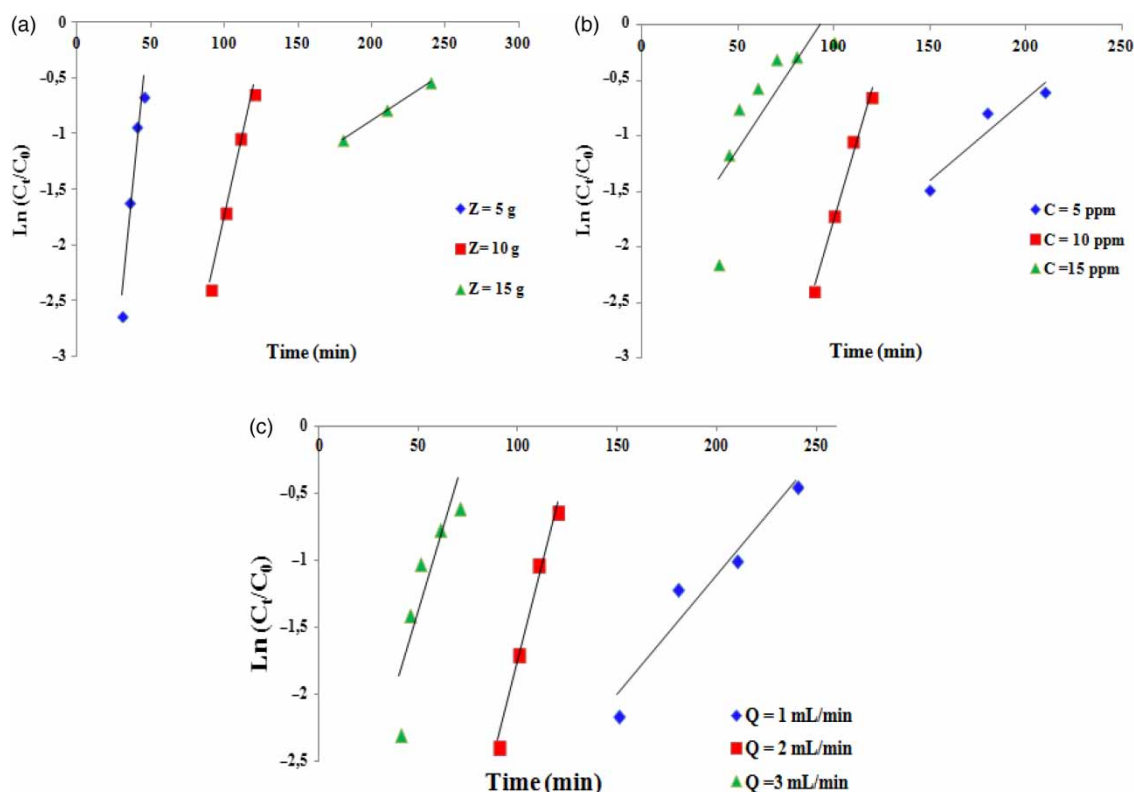 (a)
0
0 50 100 150 200 250 300
–0,5
–1
–1,5
–2
–2,5
–3
Ln (Ct/C0)
Time (min)
Z = 5 g
Z = 10 g
Z = 15 g
(b)
0
0 50 100 150 200 250
–0,5
–1
–1,5
–2
–2,5
–3
Ln (Ct/C0)
Time (min)
C = 5 ppm
C = 10 ppm
C =15 ppm
(c)
0
0 50 100 150 200 250
–0,5
–1
–1,5
–2
–2,5
Ln (Ct/C0)
Time (min)
Q = 1 mL/min
Q = 2 mL/min
Q =3 mL/min